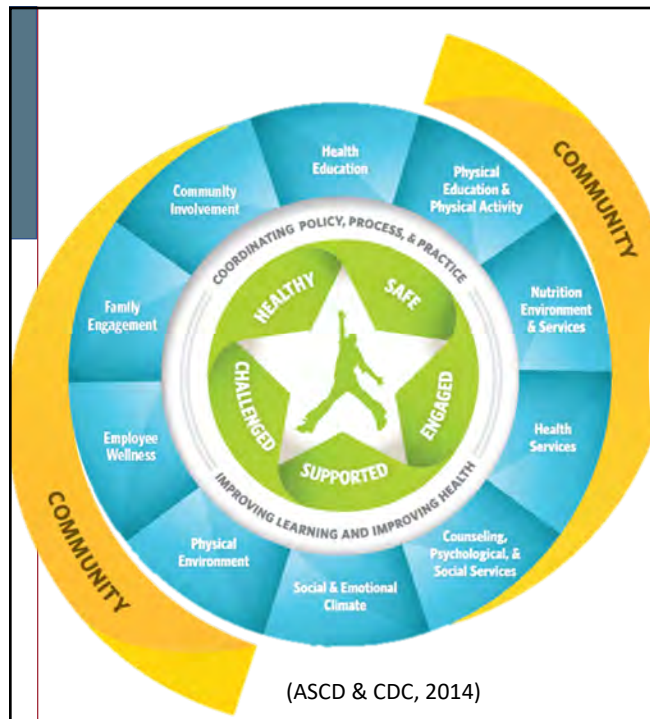 COMMUNITY
Health
Education
Physical
Education &
Physical Activity
Nutrition
Environment
& Services
Health
Services
Counseling,
Psychological, &
Social Services
Social & Emotional
Climate
Physical
Environment
Employee
Wellness
Family
Engagement
Community
Involvement
COORDINATING POLICY, PROCESS, & PRACTICE
IMPROVING LEARNING AND IMPROVING HEALTH
HEALTHY
SAFE
ENGAGED
SUPPORTED
CHALLENGED
COMMUNITY
(ASCD & CDC, 2014)